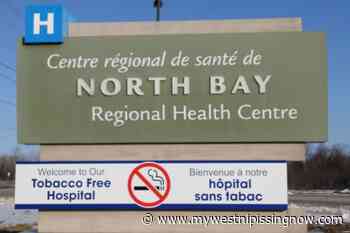 H
Centre régional de santé de
NORTH BAY
Regional Health Centre
Welcome to Our
Tobacco Free
Hospital
Bienvenue à notre
hôpital
sans tabac
www.mywestnipissingnow.com